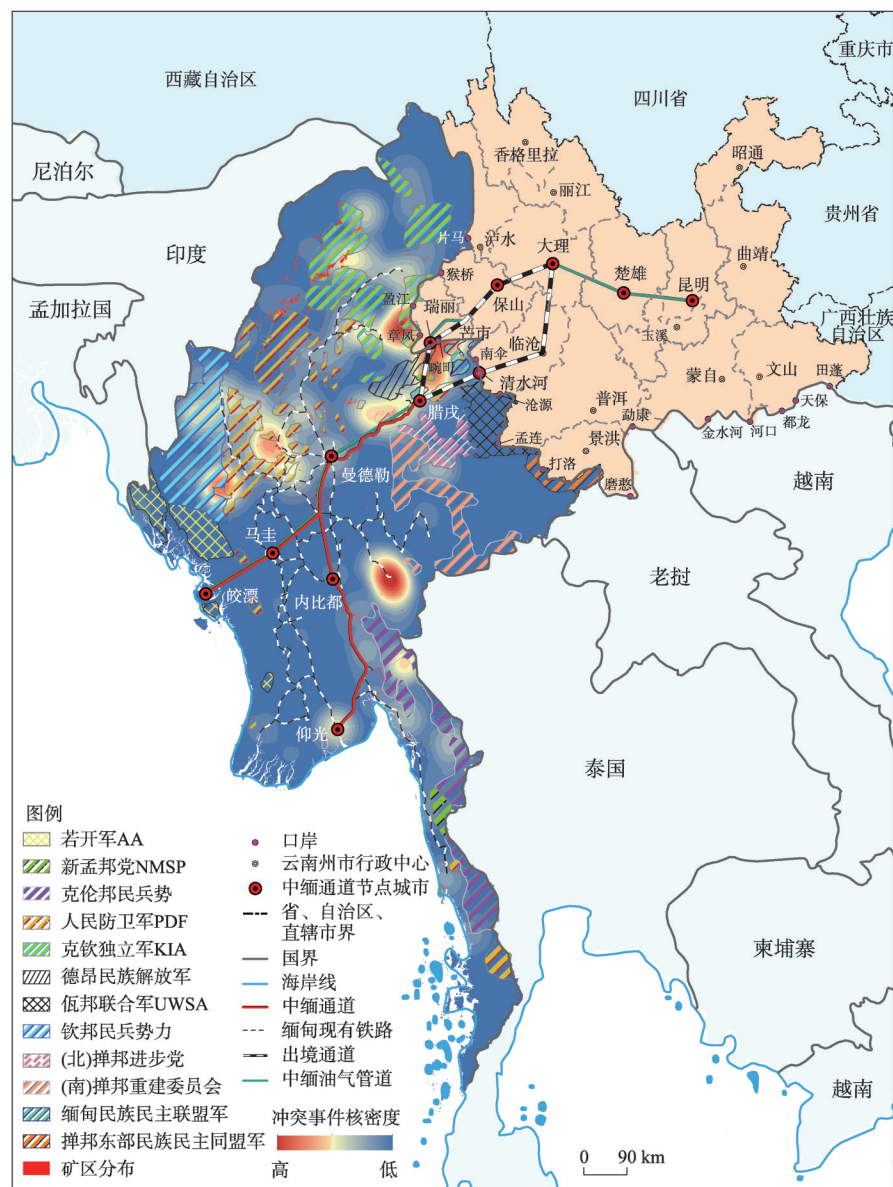 西藏自治区
重庆市
四川省
尼泊尔
香格里拉
昭通
丽江
贵州省
印度
片马
泸水
大理
曲靖
猴桥
楚雄
昆明
孟加拉国
盈江
瑞丽
保山
广西壮族
自治区
章凤
芒市
临沧
玉溪
畹町
南伞
清水河
蒙自
文山
田蓬
腊戌
沧源
普洱
天保
勐康
金水河
河口
都龙
孟连
景洪
曼德勒
打洛
磨憨
越南
马圭
老挝
皎漂
内比都
仰光
泰国
柬埔寨
越南
图例
若开军AA
新孟邦党NMSP
克伦邦民兵势
人民防卫军PDF
克钦独立军KIA
德昂民族解放军
佤邦联合军UWSA
钦邦民兵势力
(北)掸邦进步党
(南)掸邦重建委员会
缅甸民族民主联盟军
掸邦东部民族民主同盟军
矿区分布
口岸
云南州市行政中心
中缅通道节点城市
省、自治区、
直辖市界
国界
海岸线
中缅通道
缅甸现有铁路
出境通道
中缅油气管道
冲突事件核密度
高 低
0 90 km